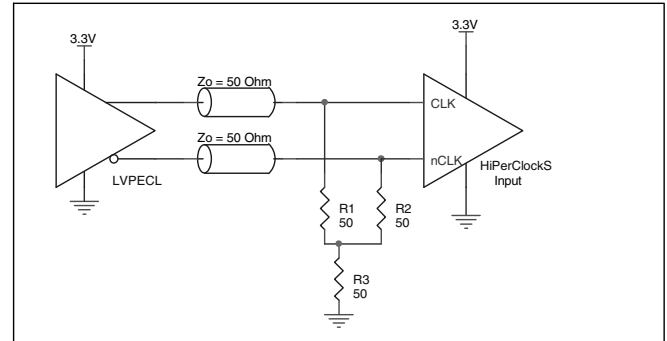 3.3V
3.3V
Zo = 50 Ohm
CLK
Zo = 50 Ohm
nCLK
LVPECL
HiPerClockS
Input
R1
50
R2
50
R3
50